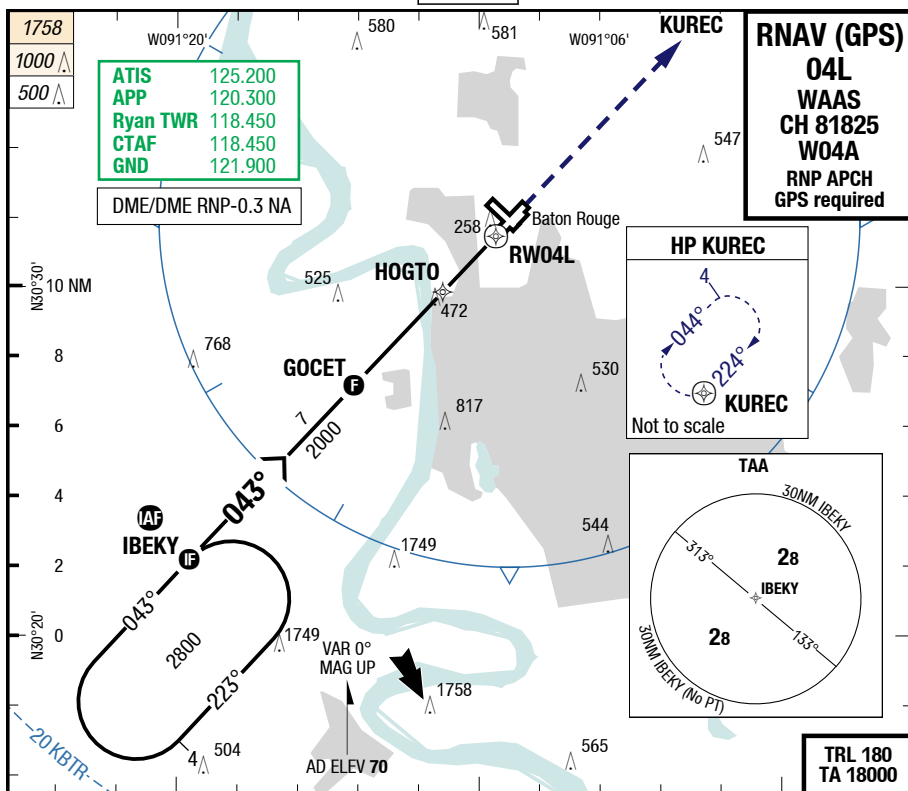 1758
1000
500
W091°20'
580
581
W091°06'
KUREC
RNAV (GPS)
04L
WAAS
CH 81825
W04A
RNP APCH
GPS required
ATIS 125.200
APP 120.300
Ryan TWR 118.450
CTAF 118.450
GND 121.900
DME/DME RNP-0.3 NA
547
258
Baton Rouge
RW04L
HP KUREC
4
044°
224°
KUREC
Not to scale
N30°30'
10 NM
525
HOGTO
472
8
768
GOCET
F
530
6
7
2000
817
4
043°
IAF
IBEKY
IF
2
1749
544
TAA
30NM IBEKY
313°
28
IBEKY
28
133°
30NM IBEKY (No PT)
N30°20'
0
043°
2800
223°
1749
VAR 0°
MAG UP
1758
20 KBTR
4
504
AD ELEV 70
565
TRL 180
TA 18000